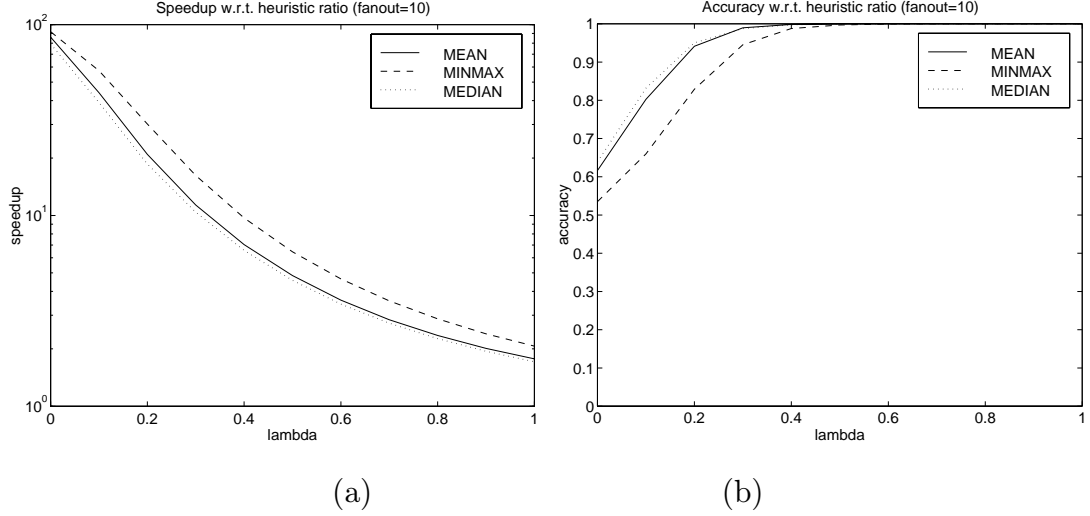 Speedup w.r.t. heuristic ratio (fanout=10)
10^2
10^1
10^0
speedup
MEAN
MINMAX
MEDIAN
0 0.2 0.4 0.6 0.8 1
lambda
(a)
Accuracy w.r.t. heuristic ratio (fanout=10)
1
0.9
0.8
0.7
0.6
0.5
0.4
0.3
0.2
0.1
0
accuracy
MEAN
MINMAX
MEDIAN
0 0.2 0.4 0.6 0.8 1
lambda
(b)